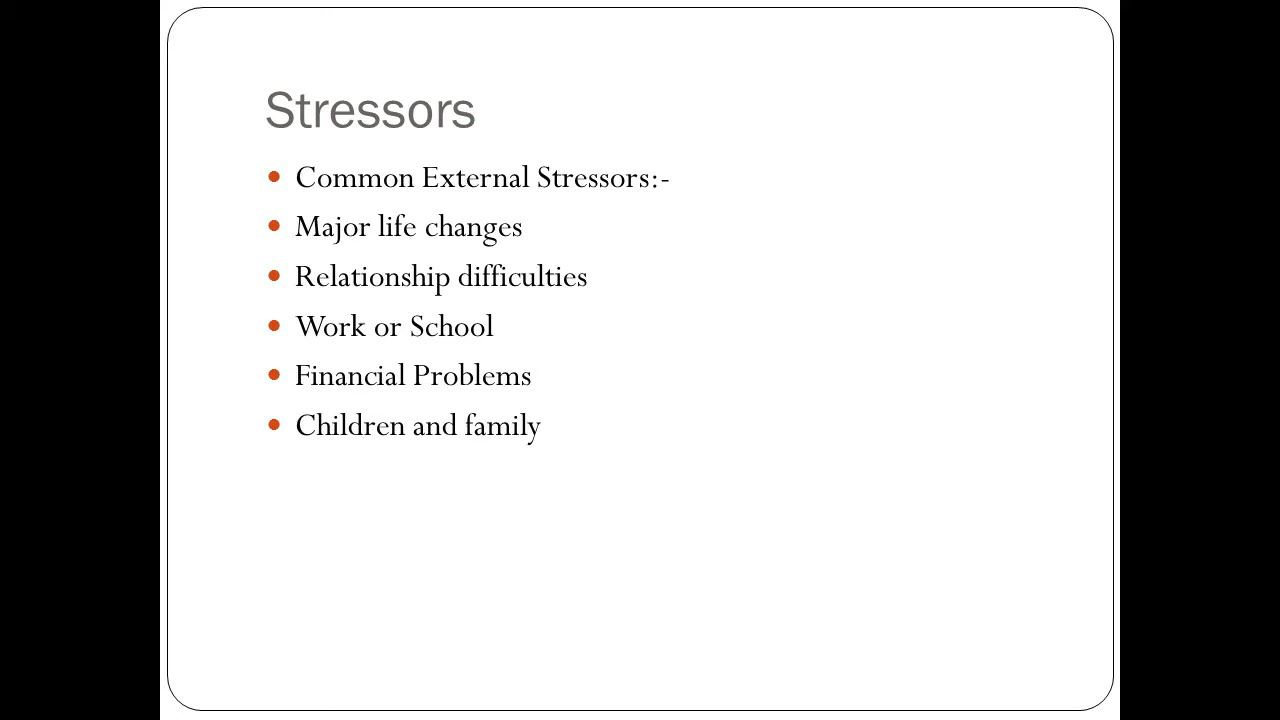 Stressors
• Common External Stressors:-
• Major life changes
• Relationship difficulties
• Work or School
• Financial Problems
• Children and family